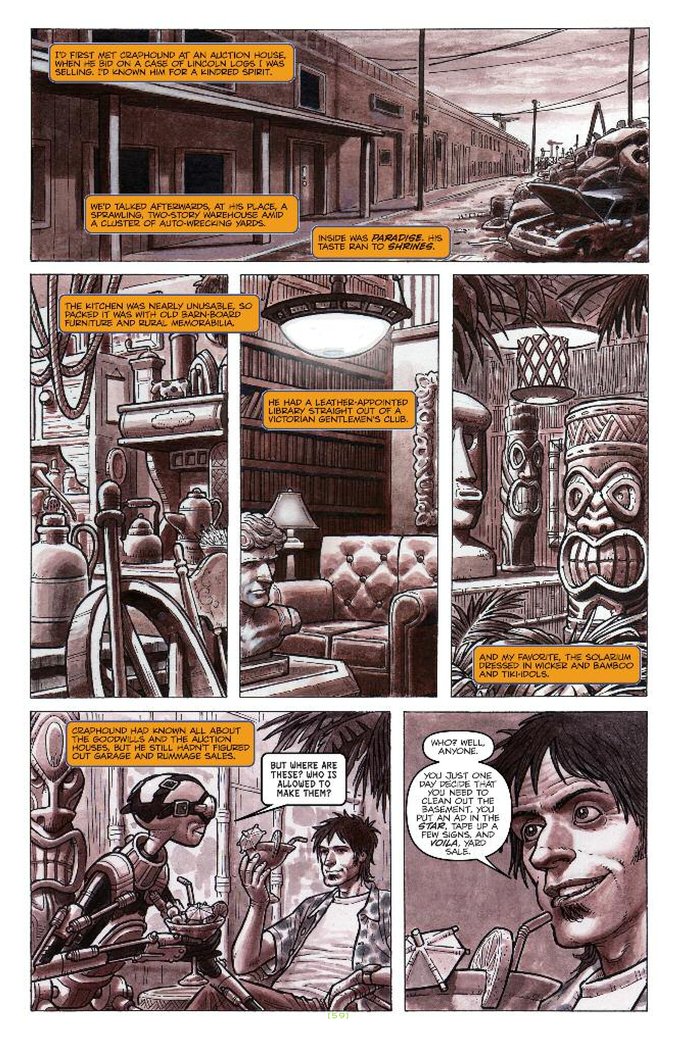 I'D FIRST MET CRAPHOUND AT AN AUCTION HOUSE,
WHEN HE BID ON A CASE OF LINCOLN LOGS I WAS
SELLING. I'D KNOWN HIM FOR A KINDRED SPIRIT.
WE'D TALKED AFTERWARDS, AT HIS PLACE, A
SPRAWLING, TWO-STORY WAREHOUSE AMID
A CLUSTER OF AUTO-WRECKING YARDS.
INSIDE WAS PARADISE. HIS
TASTE RAN TO SHRINES.
THE KITCHEN WAS NEARLY UNUSABLE, SO
PACKED IT WAS WITH OLD BARN-BOARD
FURNITURE AND RURAL MEMORABILIA.
HE HAD A LEATHER-APPOINTED
LIBRARY STRAIGHT OUT OF A
VICTORIAN GENTLEMEN'S CLUB.
AND MY FAVORITE, THE SOLARIUM
DRESSED IN WICKER AND BAMBOO
AND TIKI-IDOLS.
CRAPHOUND HAD KNOWN ALL ABOUT
THE GOODWILLS AND THE AUCTION
HOUSES, BUT HE STILL HADN'T FIGURED
OUT GARAGE AND RUMMAGE SALES.
BUT WHERE ARE
THESE? WHO IS
ALLOWED TO
MAKE THEM?
WHO? WELL,
ANYONE.
YOU JUST ONE
DAY DECIDE THAT
YOU NEED TO
CLEAN OUT THE
BASEMENT. YOU
PUT AN AD IN THE
STAR, TAPE UP A
FEW SIGNS, AND
VOILA, YARD
SALE.
[59]